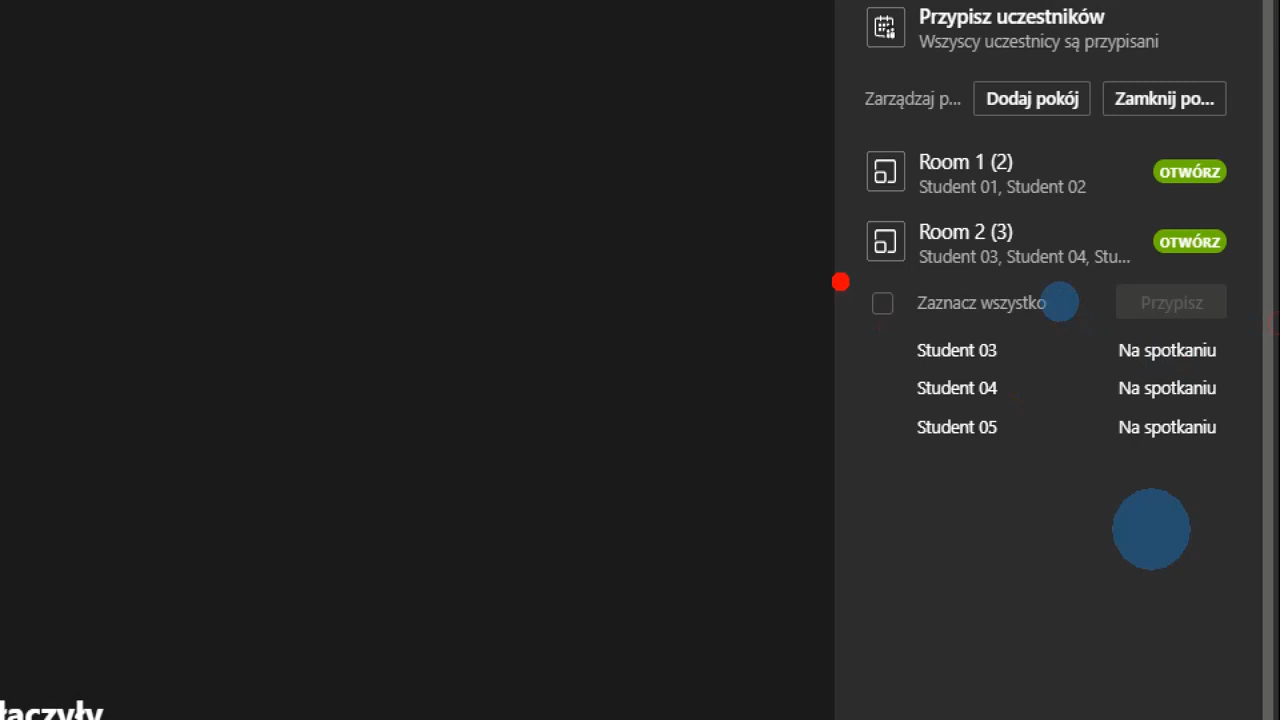 Przypisz uczestników
Wszyscy uczestnicy są przypisani
Zarządzaj p... Dodaj pokój Zamknij po...
Room 1 (2) OTWÓRZ
Student 01, Student 02
Room 2 (3) OTWÓRZ
Student 03, Student 04, Stu...
Zaznacz wszystko Przypisz
Student 03 Na spotkaniu
Student 04 Na spotkaniu
Student 05 Na spotkaniu